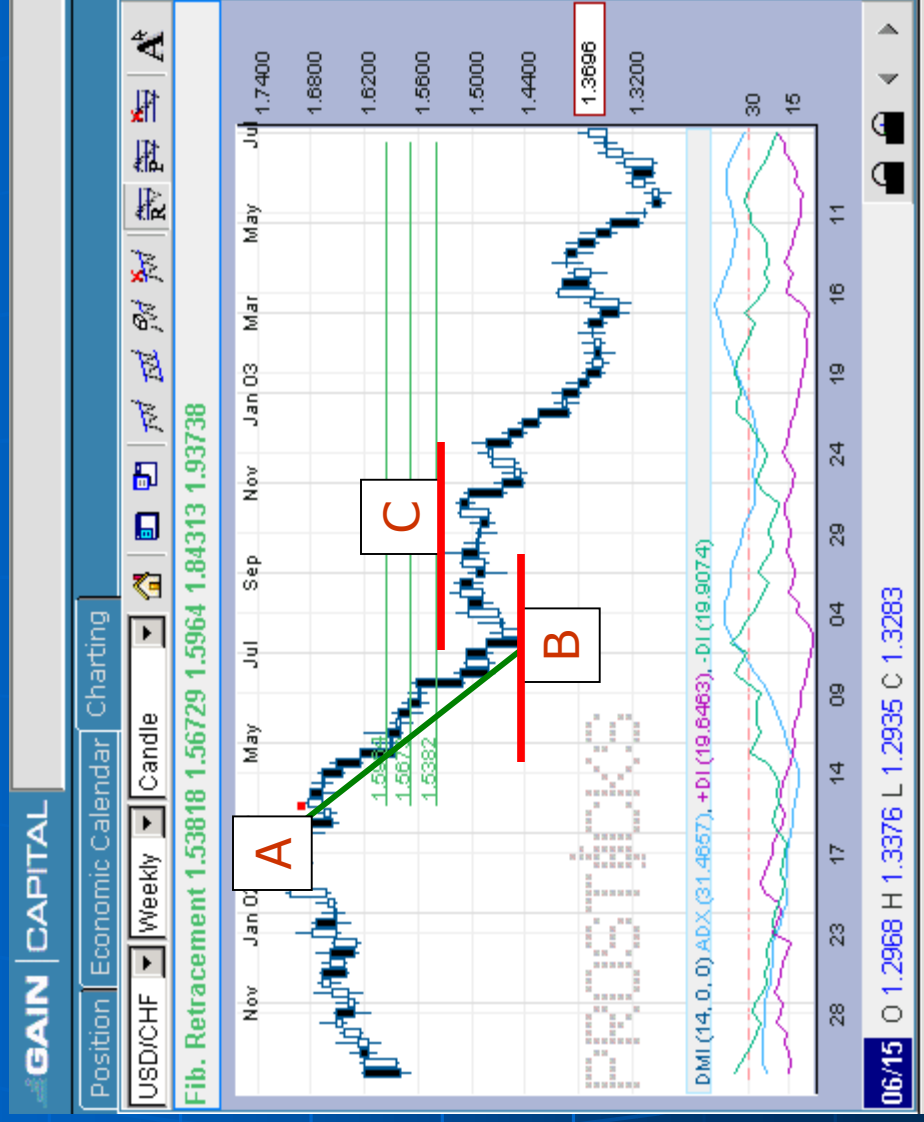 GAIN | CAPITAL
Position Economic Calendar Charting
USD/CHF Weekly Candle
Fib. Retracement 1.53818 1.56729 1.5964 1.84313 1.93738
Nov Jan 02 May Jul Sep Nov Jan 03 Mar May Jul
1.7400
1.6800
1.6200
1.5600
1.5000
1.4400
1.3696
1.3200
A
B
C
1.567
1.5382
PROSTICKS
DMI (14, 0, 0) ADX (31.4657), +DI (19.6463), -DI (19.9074)
30
15
28 23 17 14 09 04 29 24 19 16 11
06/15 O 1.2968 H 1.3376 L 1.2935 C 1.3283